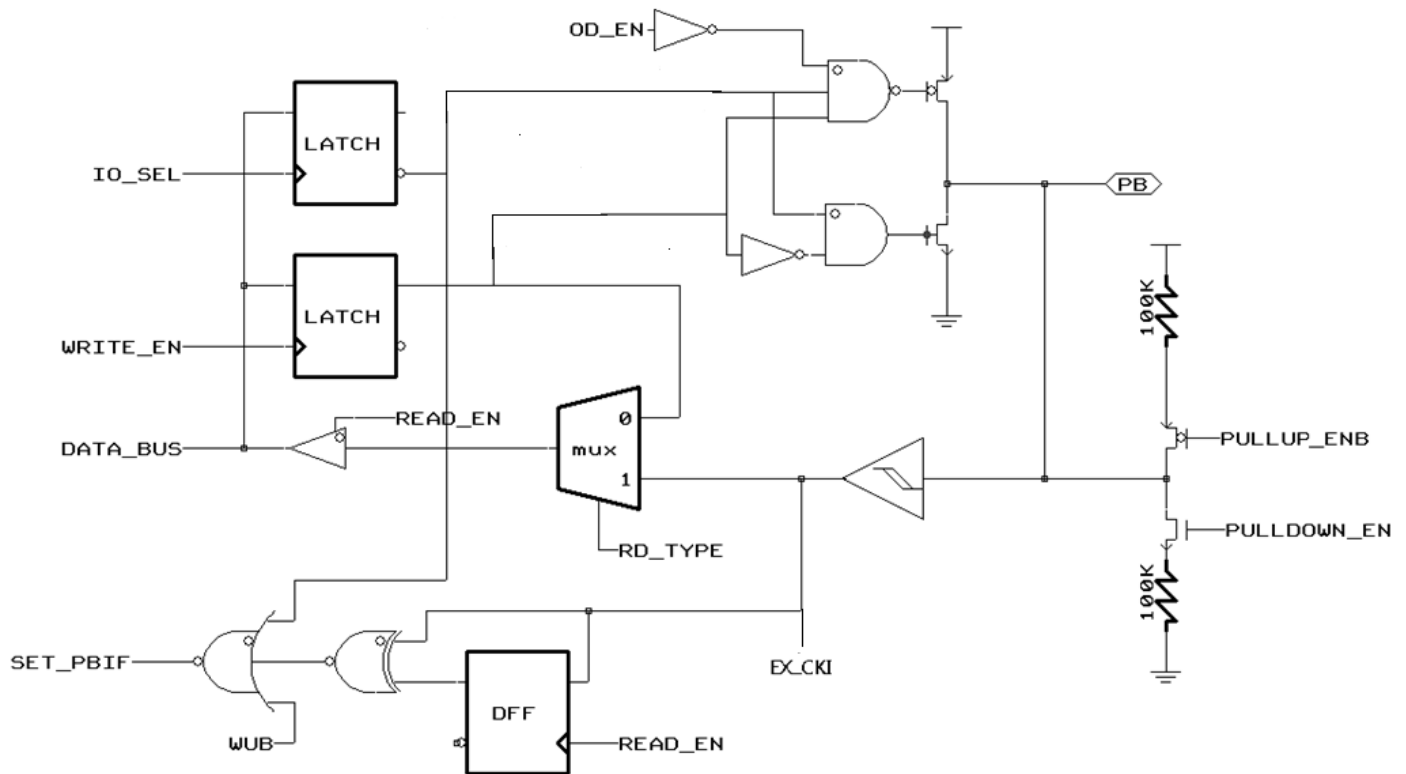 OD_EN
LATCH
IO_SEL
PB
LATCH
100K
WRITE_EN
READ_EN
0
PULLUP_ENB
DATA_BUS
mux
1
PULLDOWN_EN
RD_TYPE
100K
SET_PBIF
EX_CKI
DFF
WUB
READ_EN